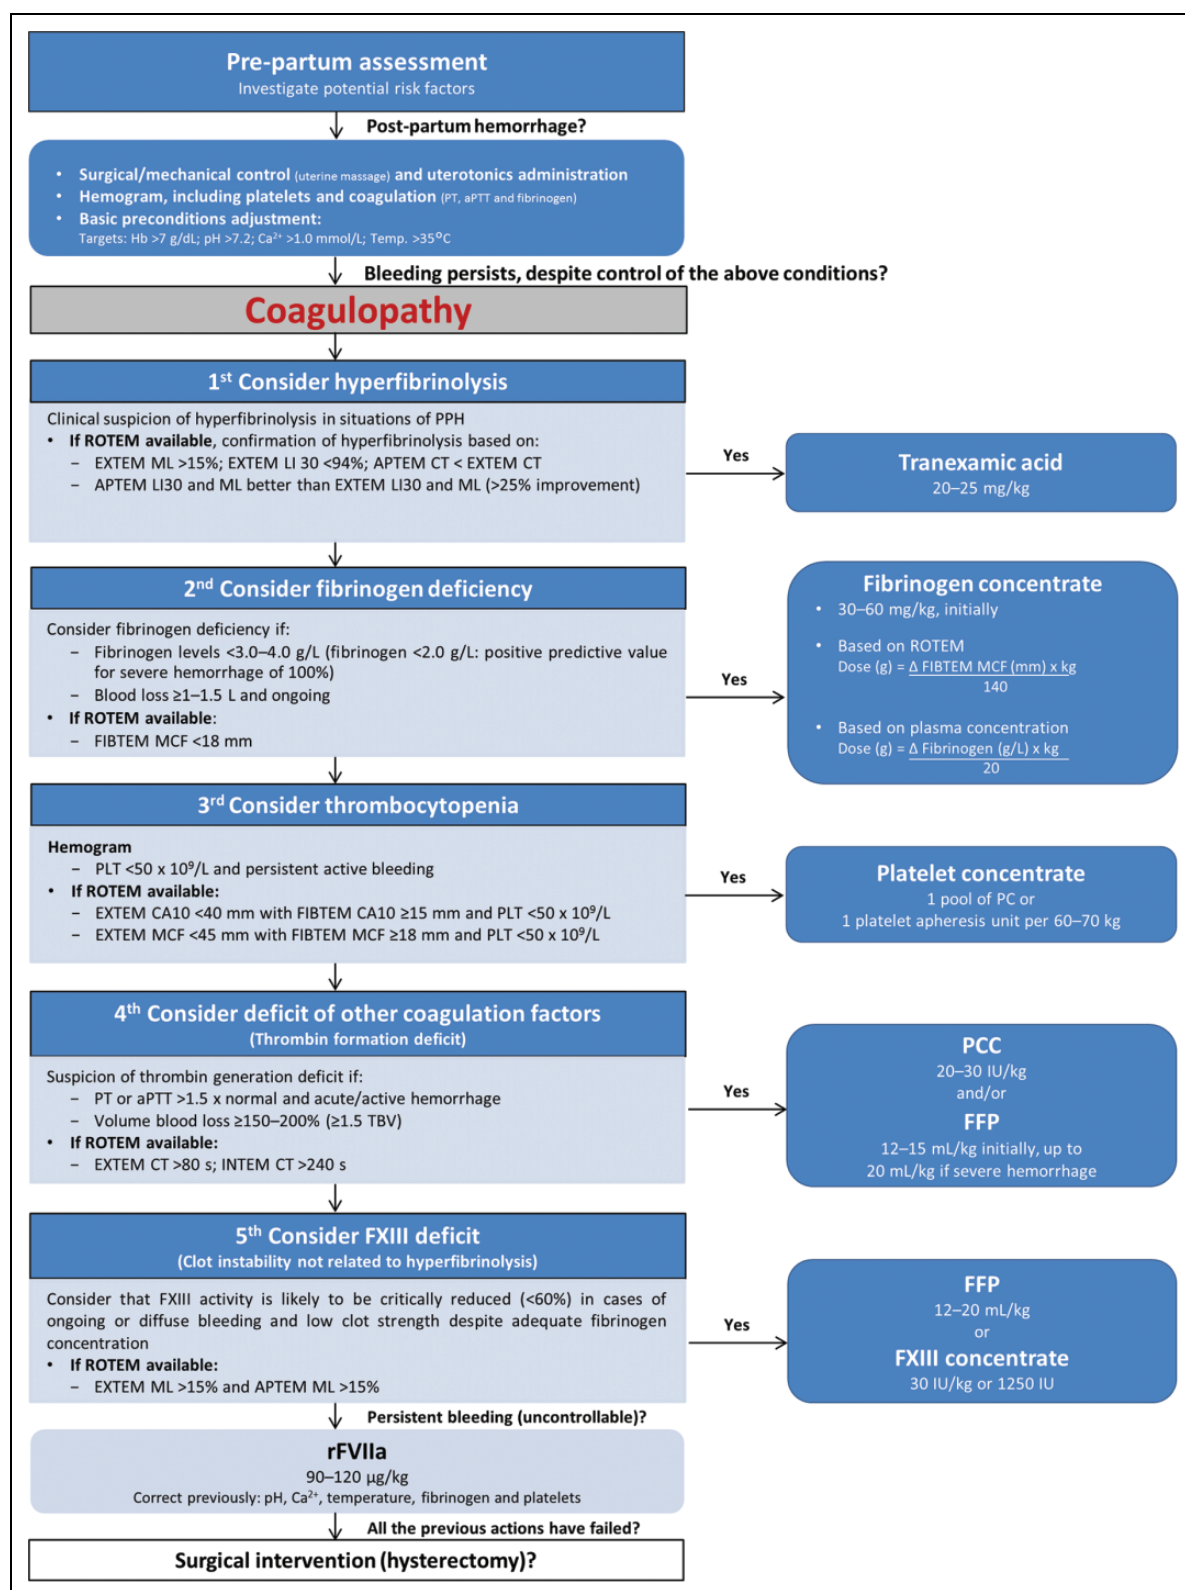 Pre-partum assessment
Investigate potential risk factors
Post-partum hemorrhage?
• Surgical/mechanical control (uterine massage) and uterotonics administration
• Hemogram, including platelets and coagulation (PT, aPTT and fibrinogen)
• Basic preconditions adjustment:
Targets: Hb >7 g/dL; pH >7.2; Ca²⁺ >1.0 mmol/L; Temp. >35°C
Bleeding persists, despite control of the above conditions?
Coagulopathy
1st Consider hyperfibrinolysis
Clinical suspicion of hyperfibrinolysis in situations of PPH
• If ROTEM available, confirmation of hyperfibrinolysis based on:
– EXTEM ML >15%; EXTEM LI 30 <94%; APTEM CT < EXTEM CT
– APTEM LI30 and ML better than EXTEM LI30 and ML (>25% improvement)
Yes
Tranexamic acid
20–25 mg/kg
2nd Consider fibrinogen deficiency
Consider fibrinogen deficiency if:
– Fibrinogen levels <3.0–4.0 g/L (fibrinogen <2.0 g/L: positive predictive value
for severe hemorrhage of 100%)
– Blood loss ≥1–1.5 L and ongoing
• If ROTEM available:
– FIBTEM MCF <18 mm
Yes
Fibrinogen concentrate
• 30–60 mg/kg, initially
• Based on ROTEM
Dose (g) = Δ FIBTEM MCF (mm) x kg
140
• Based on plasma concentration
Dose (g) = Δ Fibrinogen (g/L) x kg
20
3rd Consider thrombocytopenia
Hemogram
– PLT <50 x 10⁹/L and persistent active bleeding
• If ROTEM available:
– EXTEM CA10 <40 mm with FIBTEM CA10 ≥15 mm and PLT <50 x 10⁹/L
– EXTEM MCF <45 mm with FIBTEM MCF ≥18 mm and PLT <50 x 10⁹/L
Yes
Platelet concentrate
1 pool of PC or
1 platelet apheresis unit per 60–70 kg
4th Consider deficit of other coagulation factors
(Thrombin formation deficit)
Suspicion of thrombin generation deficit if:
– PT or aPTT >1.5 x normal and acute/active hemorrhage
– Volume blood loss ≥150–200% (≥1.5 TBV)
• If ROTEM available:
– EXTEM CT >80 s; INTEM CT >240 s
Yes
PCC
20–30 IU/kg
and/or
FFP
12–15 mL/kg initially, up to
20 mL/kg if severe hemorrhage
5th Consider FXIII deficit
(Clot instability not related to hyperfibrinolysis)
Consider that FXIII activity is likely to be critically reduced (<60%) in cases of
ongoing or diffuse bleeding and low clot strength despite adequate fibrinogen
concentration
• If ROTEM available:
– EXTEM ML >15% and APTEM ML >15%
Yes
FFP
12–20 mL/kg
or
FXIII concentrate
30 IU/kg or 1250 IU
Persistent bleeding (uncontrollable)?
rFVIIa
90–120 μg/kg
Correct previously: pH, Ca²⁺, temperature, fibrinogen and platelets
All the previous actions have failed?
Surgical intervention (hysterectomy)?